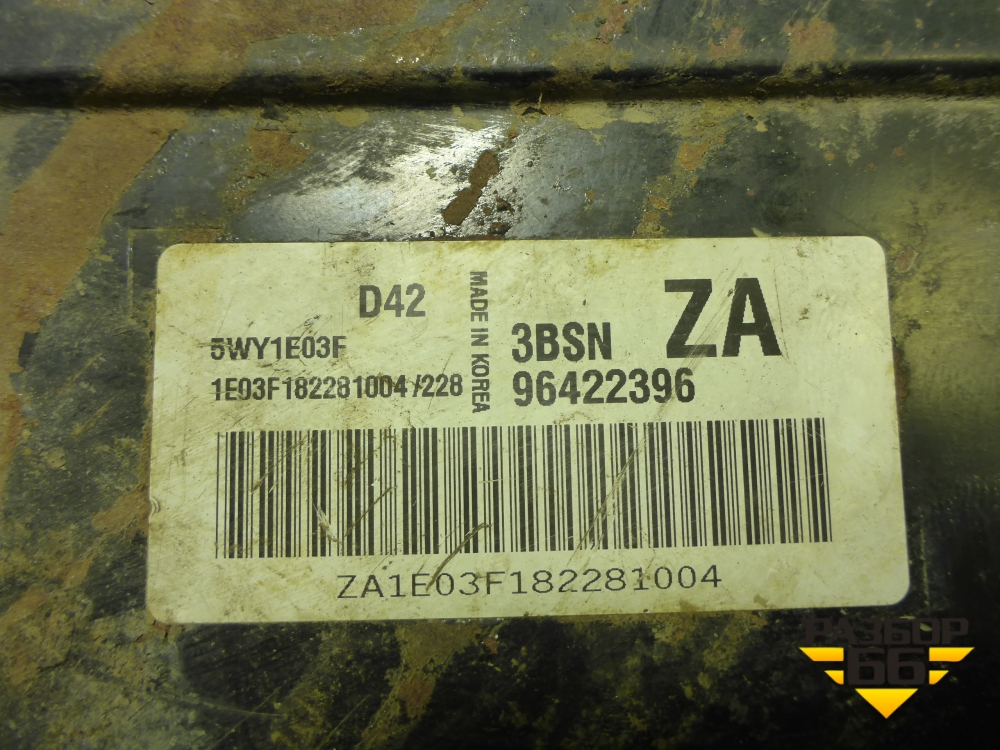 D42
5WY1E03F
1E03F182281004 /228
MADE IN KOREA
3BSN
ZA
96422396
ZA1E03F182281004
РАЗБОР
66